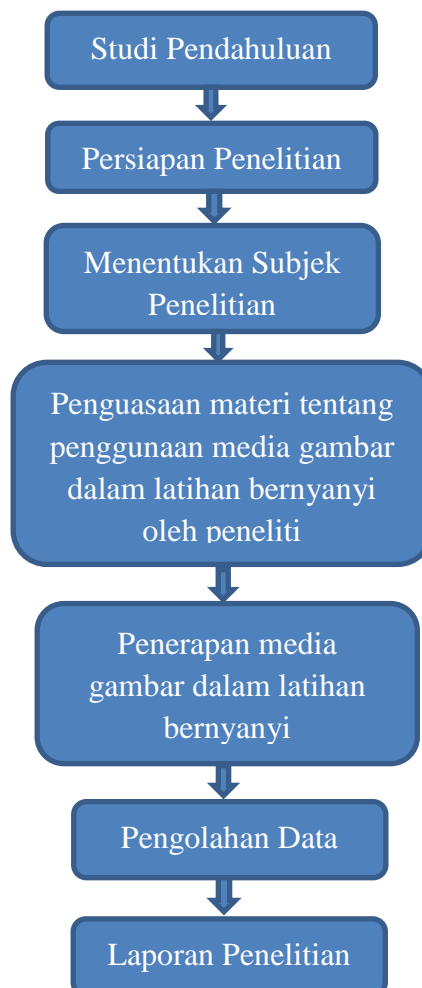 Studi Pendahuluan
Persiapan Penelitian
Menentukan Subjek
Penelitian
Penguasaan materi tentang
penggunaan media gambar
dalam latihan bernyanyi
oleh peneliti
Penerapan media
gambar dalam latihan
bernyanyi
Pengolahan Data
Laporan Penelitian